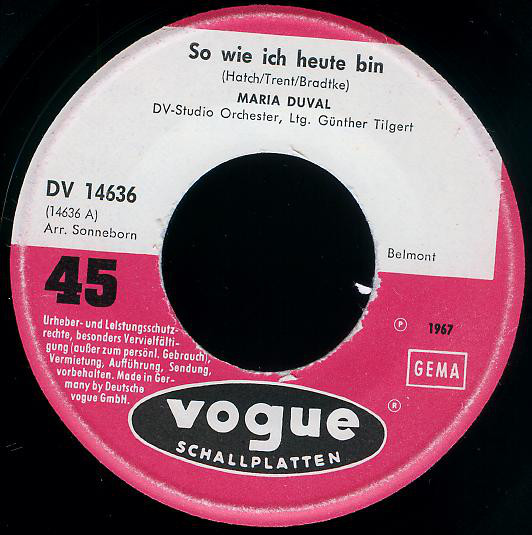 So wie ich heute bin
(Hatch/Trent/Bradtke)
MARIA DUVAL
DV-Studio Orchester, Ltg. Günther Tilgert
DV 14636
(14636 A)
Arr. Sonneborn
Belmont
45
Urheber- und Leistungsschutz-
rechte, besonders Vervielfälti-
gung (außer zum persönl. Gebrauch),
Vermietung, Aufführung, Sendung,
vorbehalten. Made in Ger-
many by Deutsche
vogue GmbH.
℗ 1967
GEMA
®
vogue
SCHALLPLATTEN